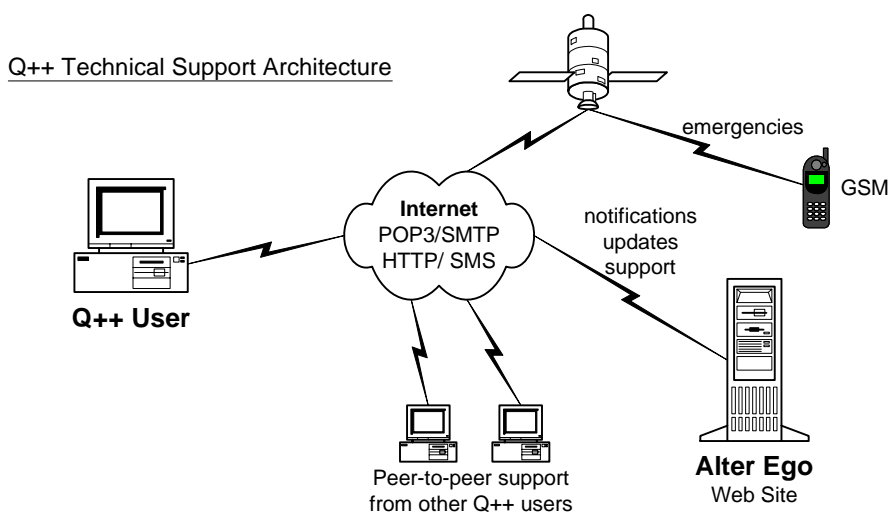 Q++ Technical Support Architecture
emergencies
GSM
Internet
POP3/SMTP
HTTP/ SMS
notifications
updates
support
Q++ User
Peer-to-peer support
from other Q++ users
Alter Ego
Web Site